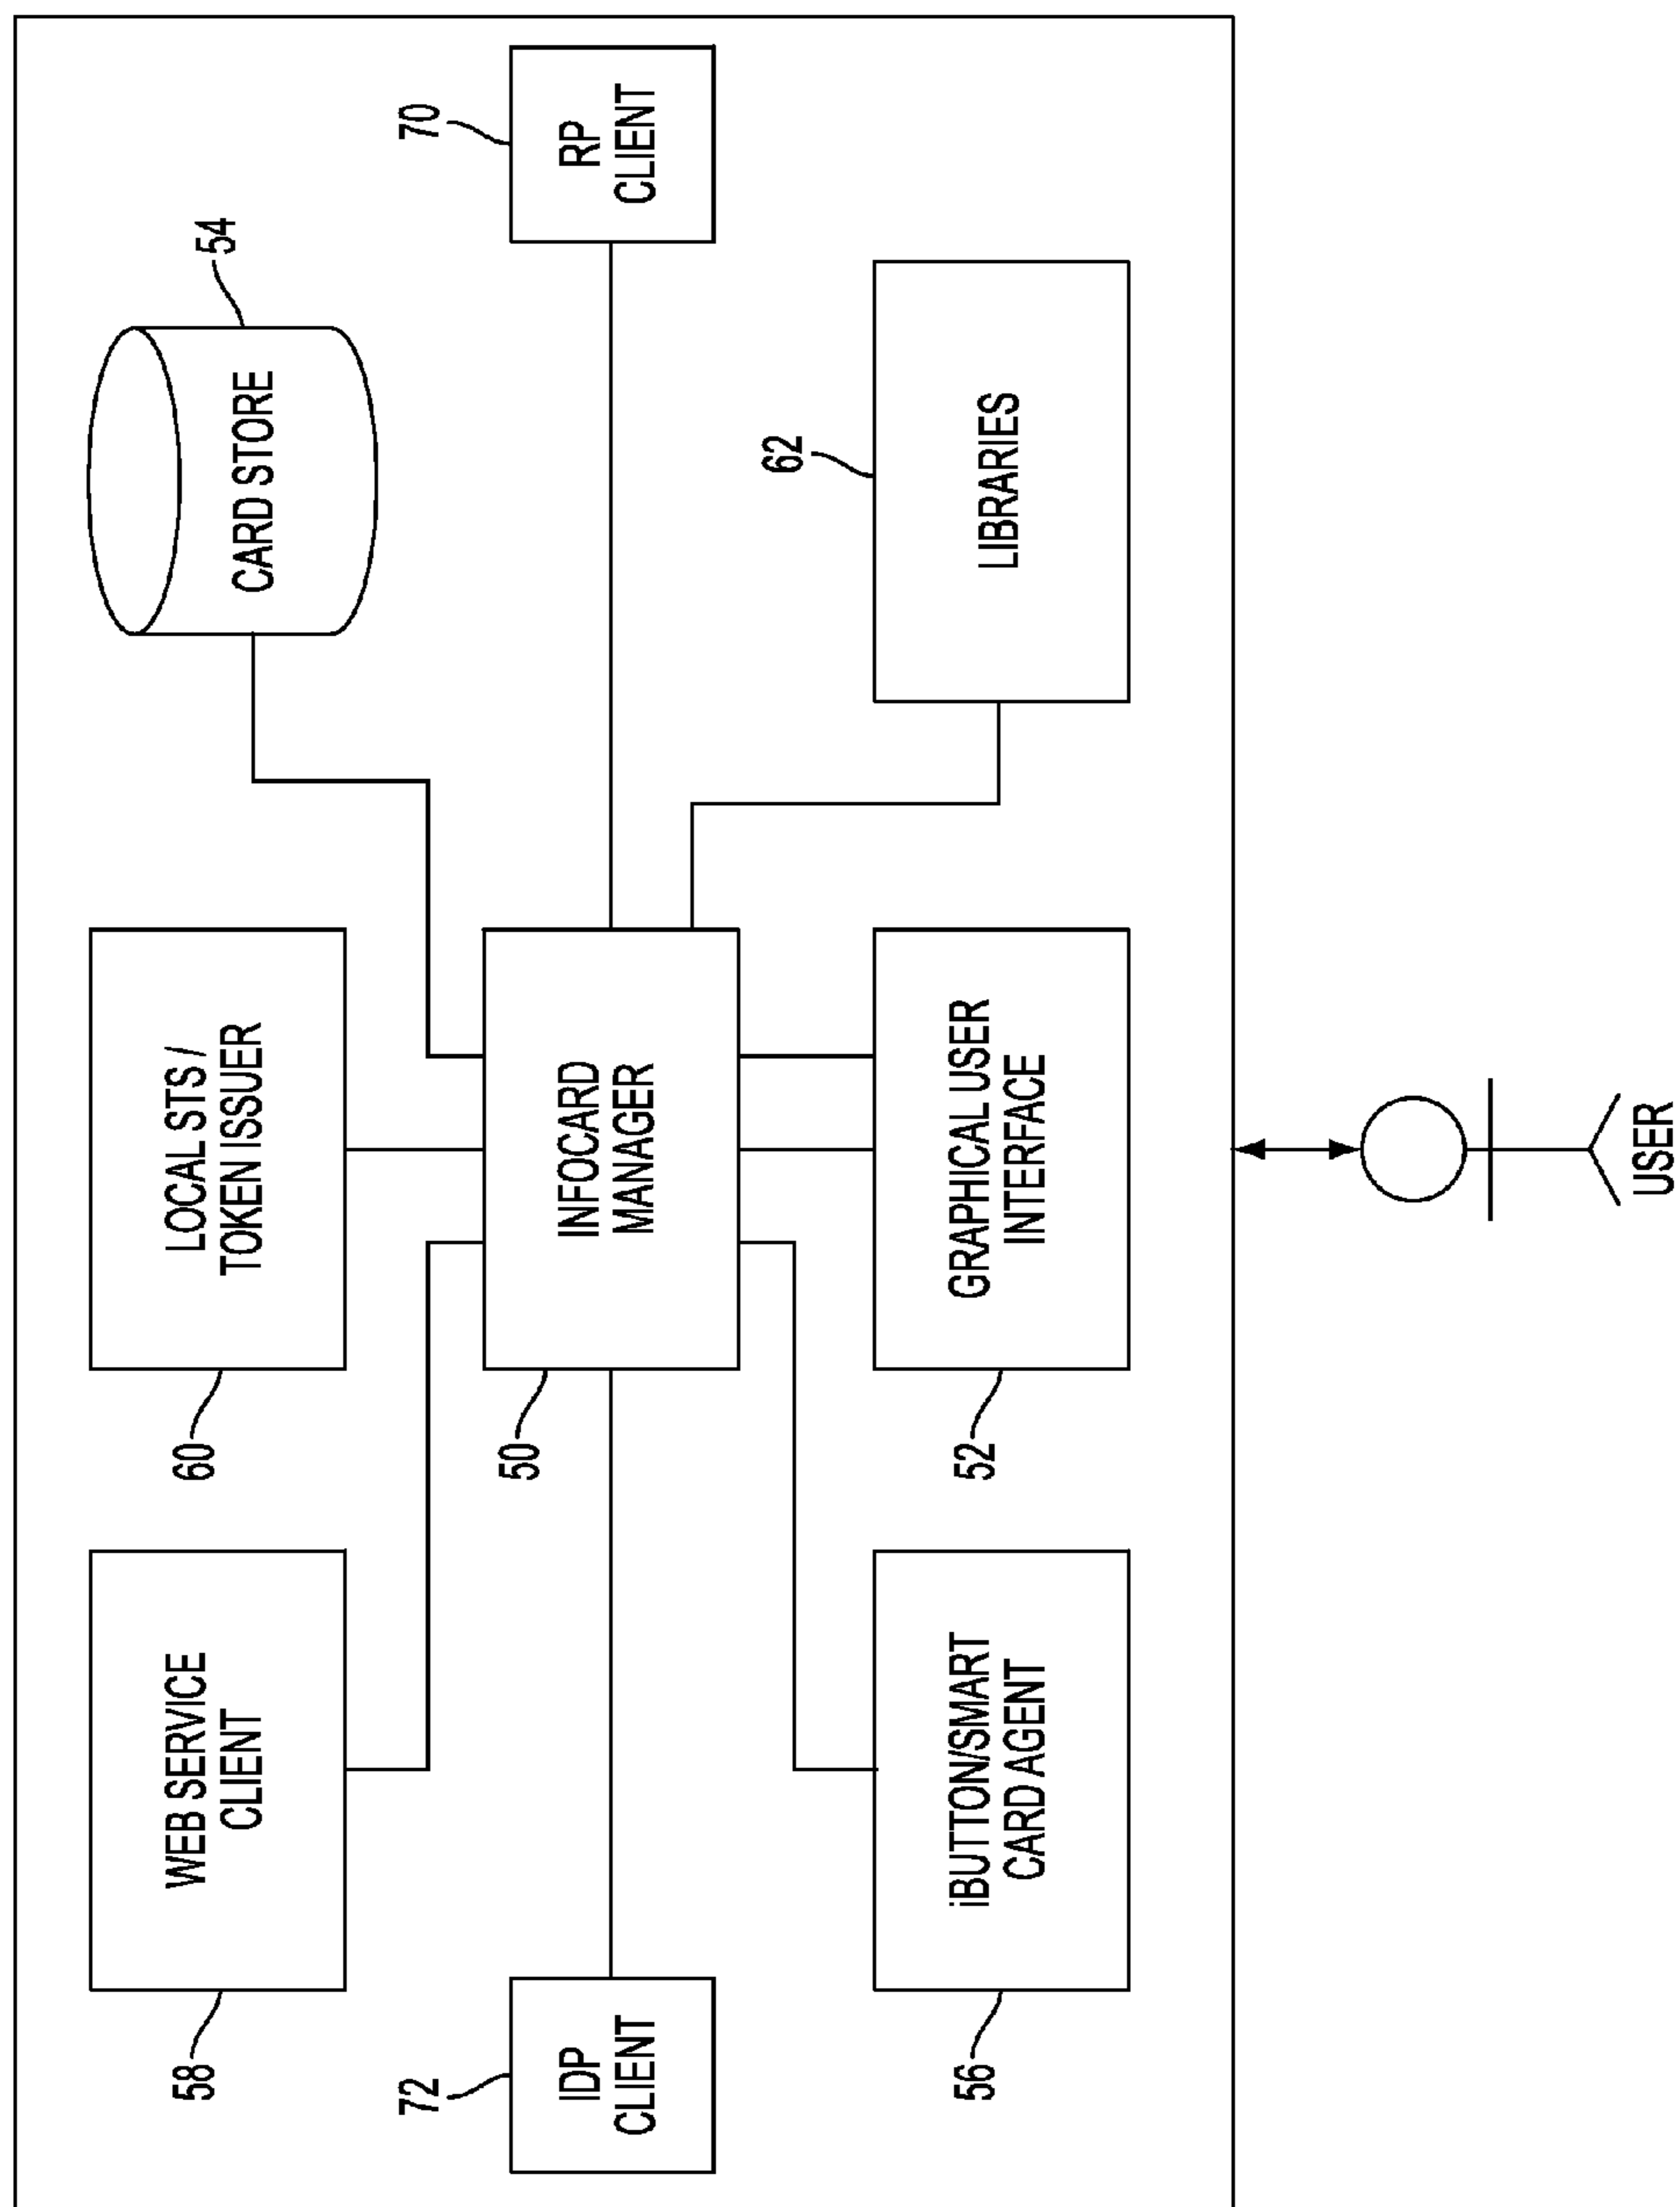 58
WEB SERVICE
CLIENT
60
LOCAL STS /
TOKEN ISSUER
54
CARD STORE
72
IDP
CLIENT
50
INFOCARD
MANAGER
70
RP
CLIENT
56
iBUTTON/SMART
CARD AGENT
52
GRAPHICAL USER
INTERFACE
62
LIBRARIES
USER